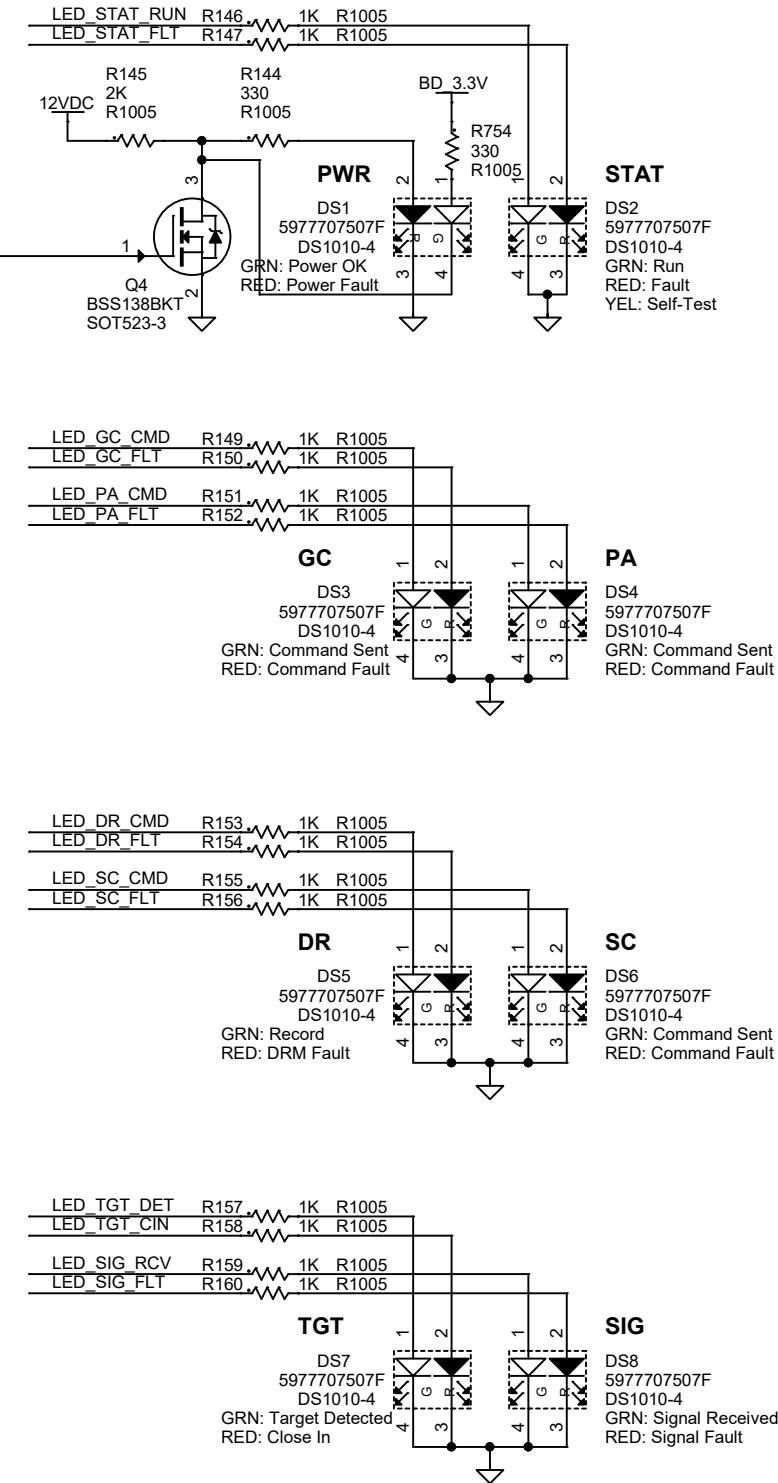 LED_STAT_RUN R146 1K R1005
LED_STAT_FLT R147 1K R1005
R145
2K
R1005
R144
330
R1005
12VDC
BD_3.3V
R754
330
R1005
PWR
DS1
5977707507F
DS1010-4
GRN: Power OK
RED: Power Fault
2 1
R G
3 4
STAT
DS2
5977707507F
DS1010-4
GRN: Run
RED: Fault
YEL: Self-Test
1 2
G R
4 3
3
1
2
Q4
BSS138BKT
SOT523-3
LED_GC_CMD R149 1K R1005
LED_GC_FLT R150 1K R1005
LED_PA_CMD R151 1K R1005
LED_PA_FLT R152 1K R1005
GC
DS3
5977707507F
DS1010-4
GRN: Command Sent
RED: Command Fault
1 2
G R
4 3
PA
DS4
5977707507F
DS1010-4
GRN: Command Sent
RED: Command Fault
1 2
G R
4 3
LED_DR_CMD R153 1K R1005
LED_DR_FLT R154 1K R1005
LED_SC_CMD R155 1K R1005
LED_SC_FLT R156 1K R1005
DR
DS5
5977707507F
DS1010-4
GRN: Record
RED: DRM Fault
1 2
G R
4 3
SC
DS6
5977707507F
DS1010-4
GRN: Command Sent
RED: Command Fault
1 2
G R
4 3
LED_TGT_DET R157 1K R1005
LED_TGT_CIN R158 1K R1005
LED_SIG_RCV R159 1K R1005
LED_SIG_FLT R160 1K R1005
TGT
DS7
5977707507F
DS1010-4
GRN: Target Detected
RED: Close In
1 2
G R
4 3
SIG
DS8
5977707507F
DS1010-4
GRN: Signal Received
RED: Signal Fault
1 2
G R
4 3